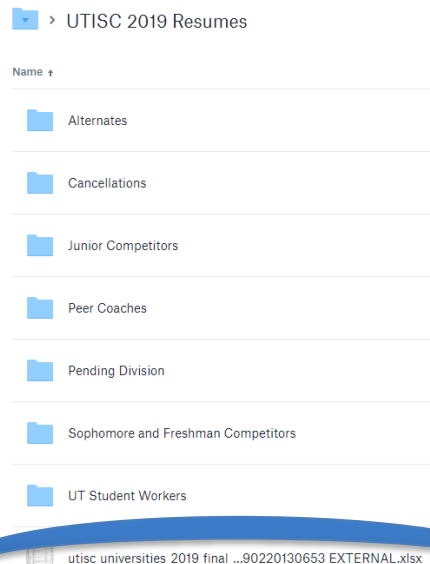 > UTISC 2019 Resumes
Name ↑
Alternates
Cancellations
Junior Competitors
Peer Coaches
Pending Division
Sophomore and Freshman Competitors
UT Student Workers
utisc universities 2019 final ...90220130653 EXTERNAL.xlsx